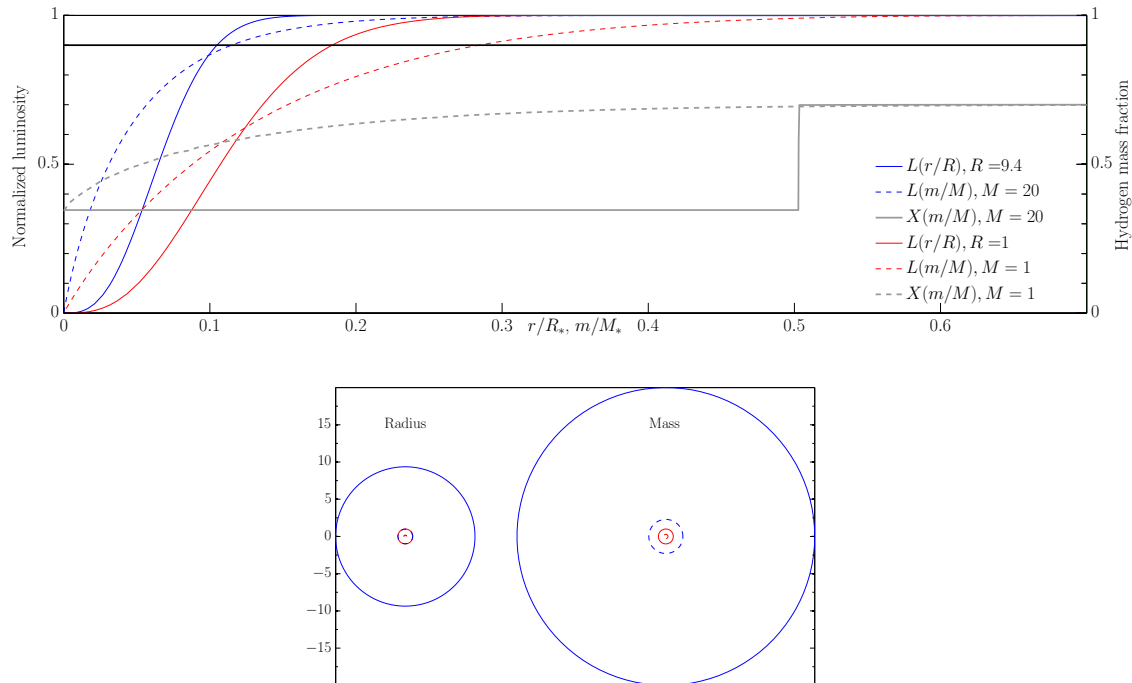 1
1
0.5
0.5
0
0
Normalized luminosity
Hydrogen mass fraction
L(r/R), R =9.4
L(m/M), M = 20
X(m/M), M = 20
L(r/R), R =1
L(m/M), M = 1
X(m/M), M = 1
0 0.1 0.2 0.3 0.4 0.5 0.6
r/R∗, m/M∗
Radius Mass
15
10
5
0
−5
−10
−15